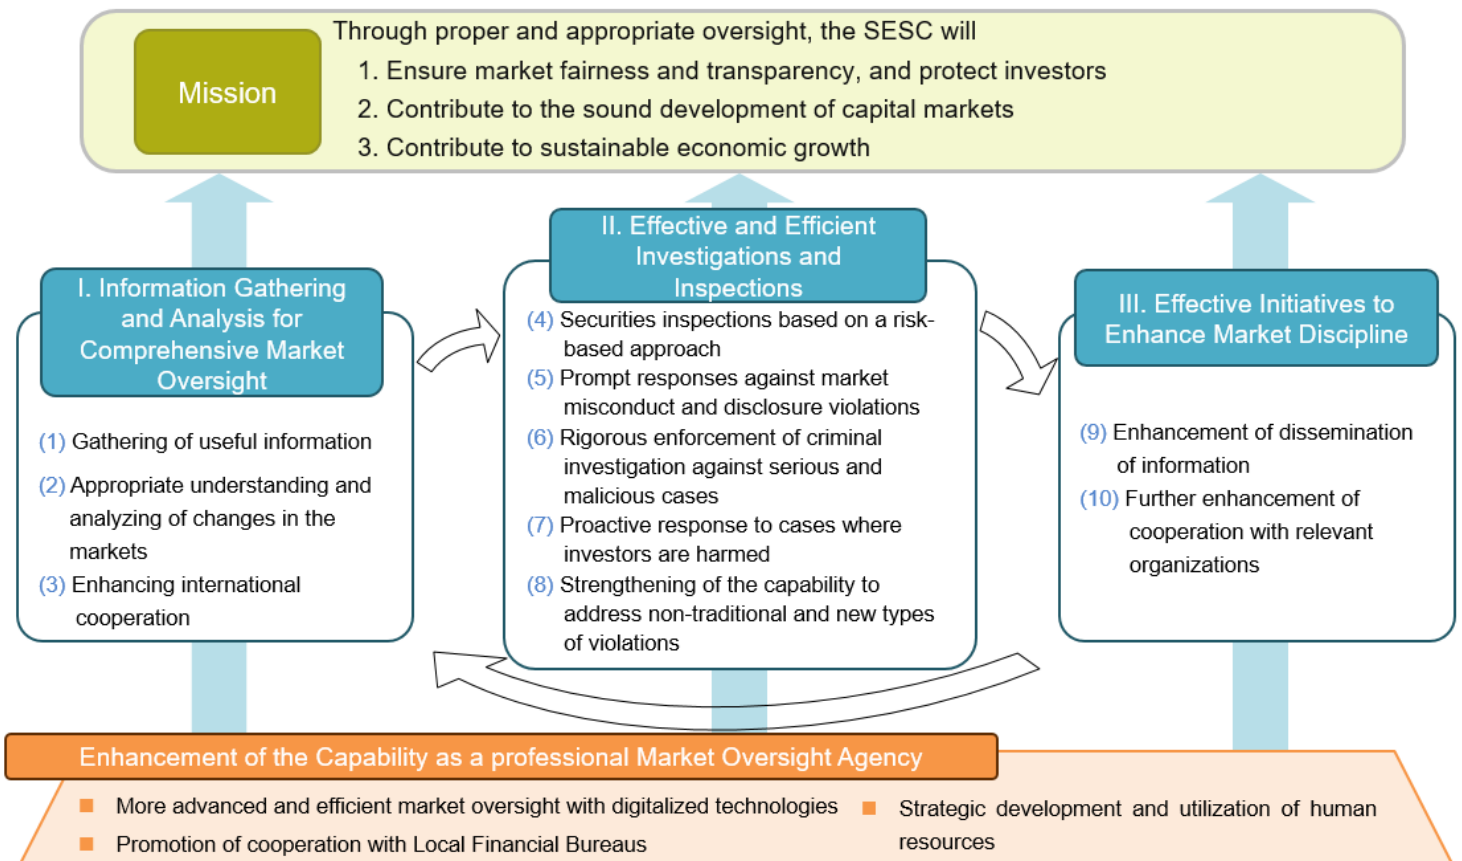 Mission
Through proper and appropriate oversight, the SESC will
1. Ensure market fairness and transparency, and protect investors
2. Contribute to the sound development of capital markets
3. Contribute to sustainable economic growth
I. Information Gathering
and Analysis for
Comprehensive Market
Oversight
(1) Gathering of useful information
(2) Appropriate understanding and
analyzing of changes in the
markets
(3) Enhancing international
cooperation
II. Effective and Efficient
Investigations and
Inspections
(4) Securities inspections based on a risk-
based approach
(5) Prompt responses against market
misconduct and disclosure violations
(6) Rigorous enforcement of criminal
investigation against serious and
malicious cases
(7) Proactive response to cases where
investors are harmed
(8) Strengthening of the capability to
address non-traditional and new types
of violations
III. Effective Initiatives to
Enhance Market Discipline
(9) Enhancement of dissemination
of information
(10) Further enhancement of
cooperation with relevant
organizations
Enhancement of the Capability as a professional Market Oversight Agency
■ More advanced and efficient market oversight with digitalized technologies
■ Promotion of cooperation with Local Financial Bureaus
■ Strategic development and utilization of human
resources